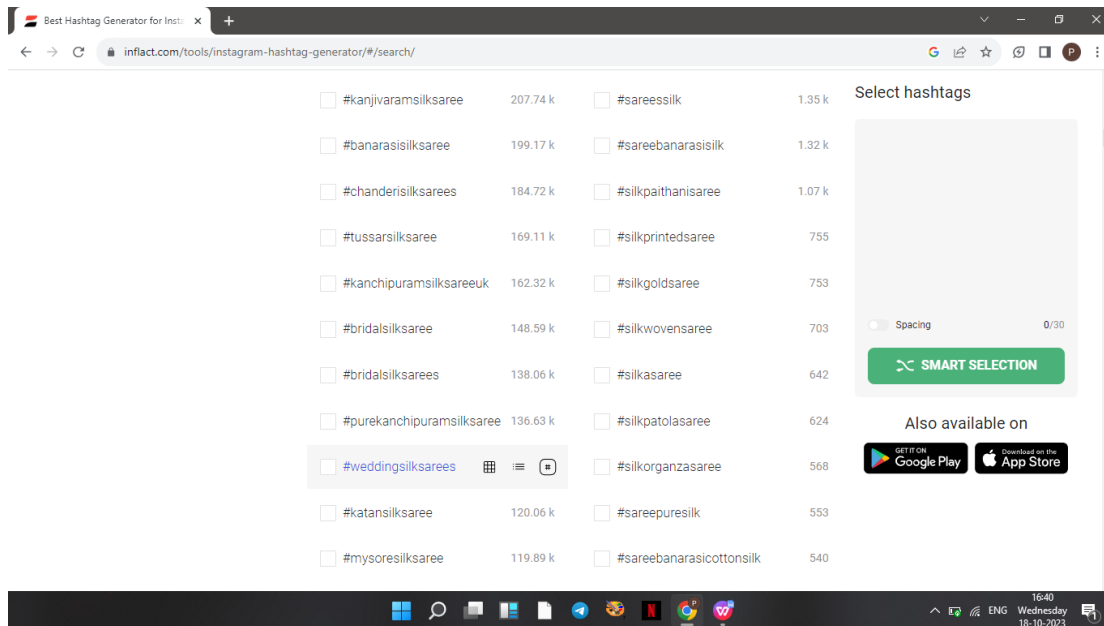 Best Hashtag Generator for Insta
inflact.com/tools/instagram-hashtag-generator/#/search/
G
P
#kanjivaramsilksaree 207.74 k
#sareessilk 1.35 k
Select hashtags
#banarasisilksaree 199.17 k
#sareebanarasisilk 1.32 k
#chanderisilksarees 184.72 k
#silkpaithanisaree 1.07 k
#tussarsilksaree 169.11 k
#silkprintedsaree 755
#kanchipuramsilksareeuk 162.32 k
#silkgoldsaree 753
#bridalsilksaree 148.59 k
#silkwovensaree 703
Spacing 0/30
#bridalsilksarees 138.06 k
#silkasaree 642
SMART SELECTION
#purekanchipuramsilksaree 136.63 k
#silkpatolasaree 624
Also available on
#weddingsilksarees #
#silkorganzasaree 568
GET IT ON
Google Play
Download on the
App Store
#katansilksaree 120.06 k
#sareepuresilk 553
#mysoresilksaree 119.89 k
#sareebanarasicottonsilk 540
N
P
W
ENG
16:40
Wednesday
18-10-2023
1